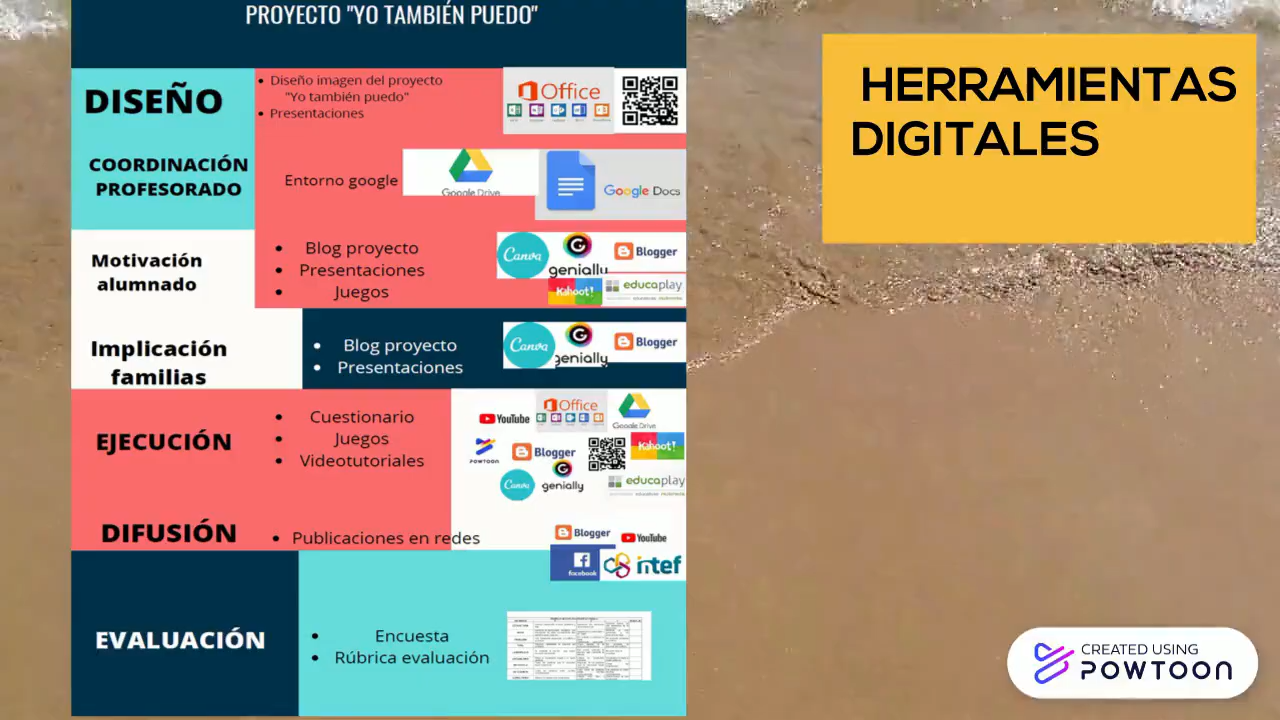 PROYECTO "YO TAMBIÉN PUEDO"
DISEÑO
Diseño imagen del proyecto
"Yo también puedo"
Presentaciones
Office
COORDINACIÓN
PROFESORADO
Entorno google
Google Drive
Google Docs
Motivación
alumnado
Blog proyecto
Presentaciones
Juegos
Canva
genially
Blogger
Kahoot!
educaplay
Implicación
familias
Blog proyecto
Presentaciones
Canva
genially
Blogger
EJECUCIÓN
Cuestionario
Juegos
Videotutoriales
YouTube
Office
Google Drive
POWTOON
Blogger
Kahoot!
Canva
genially
educaplay
DIFUSIÓN
Publicaciones en redes
Blogger
YouTube
facebook
intef
EVALUACIÓN
Encuesta
Rúbrica evaluación
HERRAMIENTAS
DIGITALES
CREATED USING
POWTOON